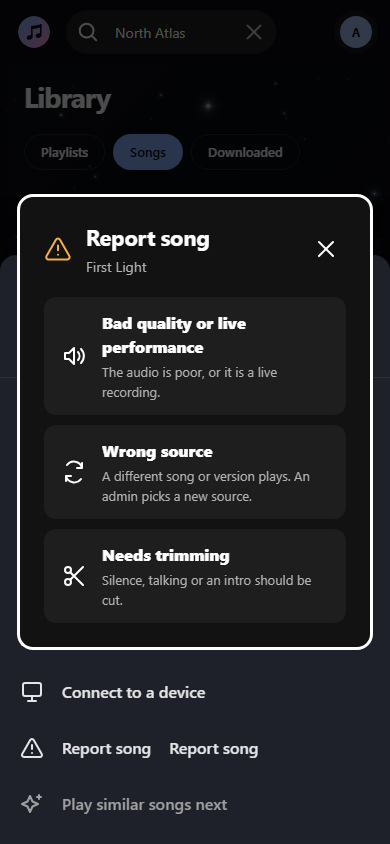 North Atlas
A
Library
Playlists
Songs
Downloaded
Report song
First Light
Bad quality or live
performance
The audio is poor, or it is a live
recording.
Wrong source
A different song or version plays. An
admin picks a new source.
Needs trimming
Silence, talking or an intro should be
cut.
Connect to a device
Report song Report song
Play similar songs next